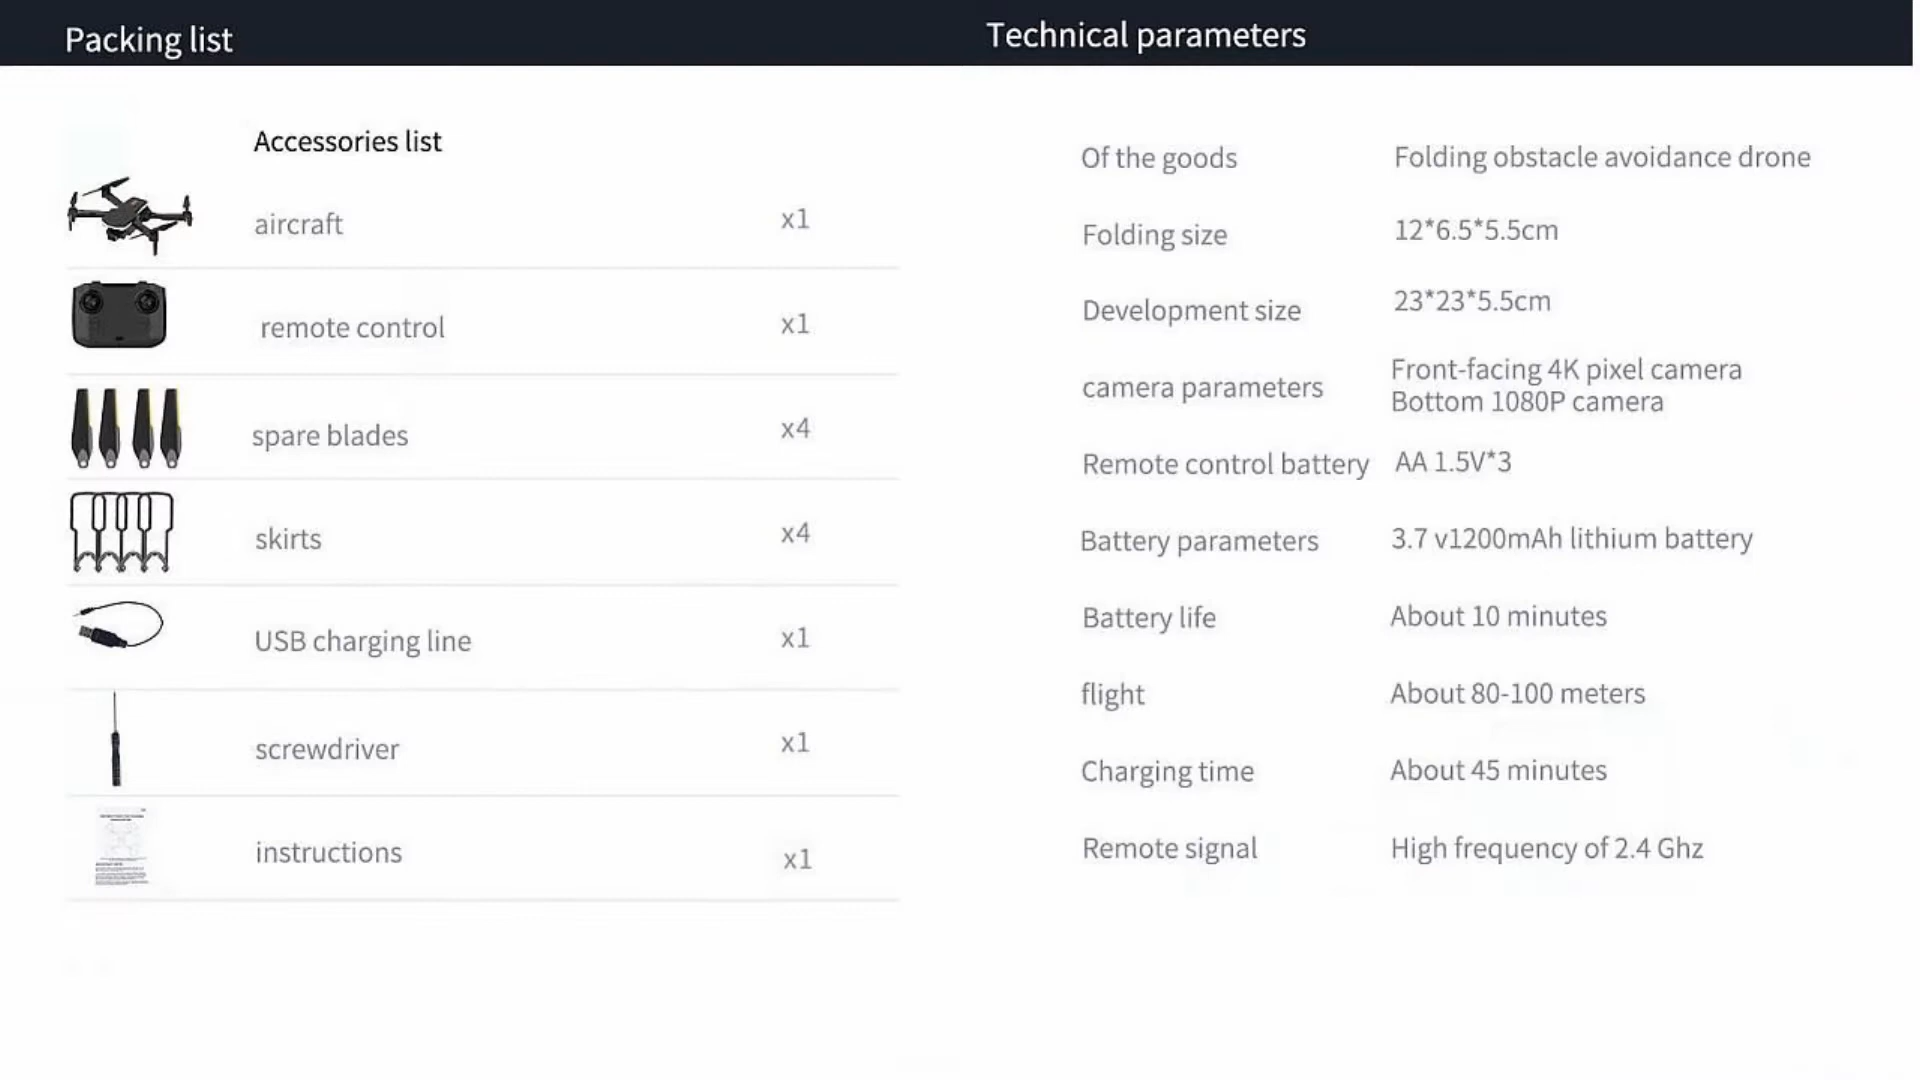 Packing list
Technical parameters
Accessories list
aircraft x1
remote control x1
spare blades x4
skirts x4
USB charging line x1
screwdriver x1
instructions x1
Of the goods Folding obstacle avoidance drone
Folding size 12*6.5*5.5cm
Development size 23*23*5.5cm
camera parameters Front-facing 4K pixel camera
Bottom 1080P camera
Remote control battery AA 1.5V*3
Battery parameters 3.7 v1200mAh lithium battery
Battery life About 10 minutes
flight About 80-100 meters
Charging time About 45 minutes
Remote signal High frequency of 2.4 Ghz